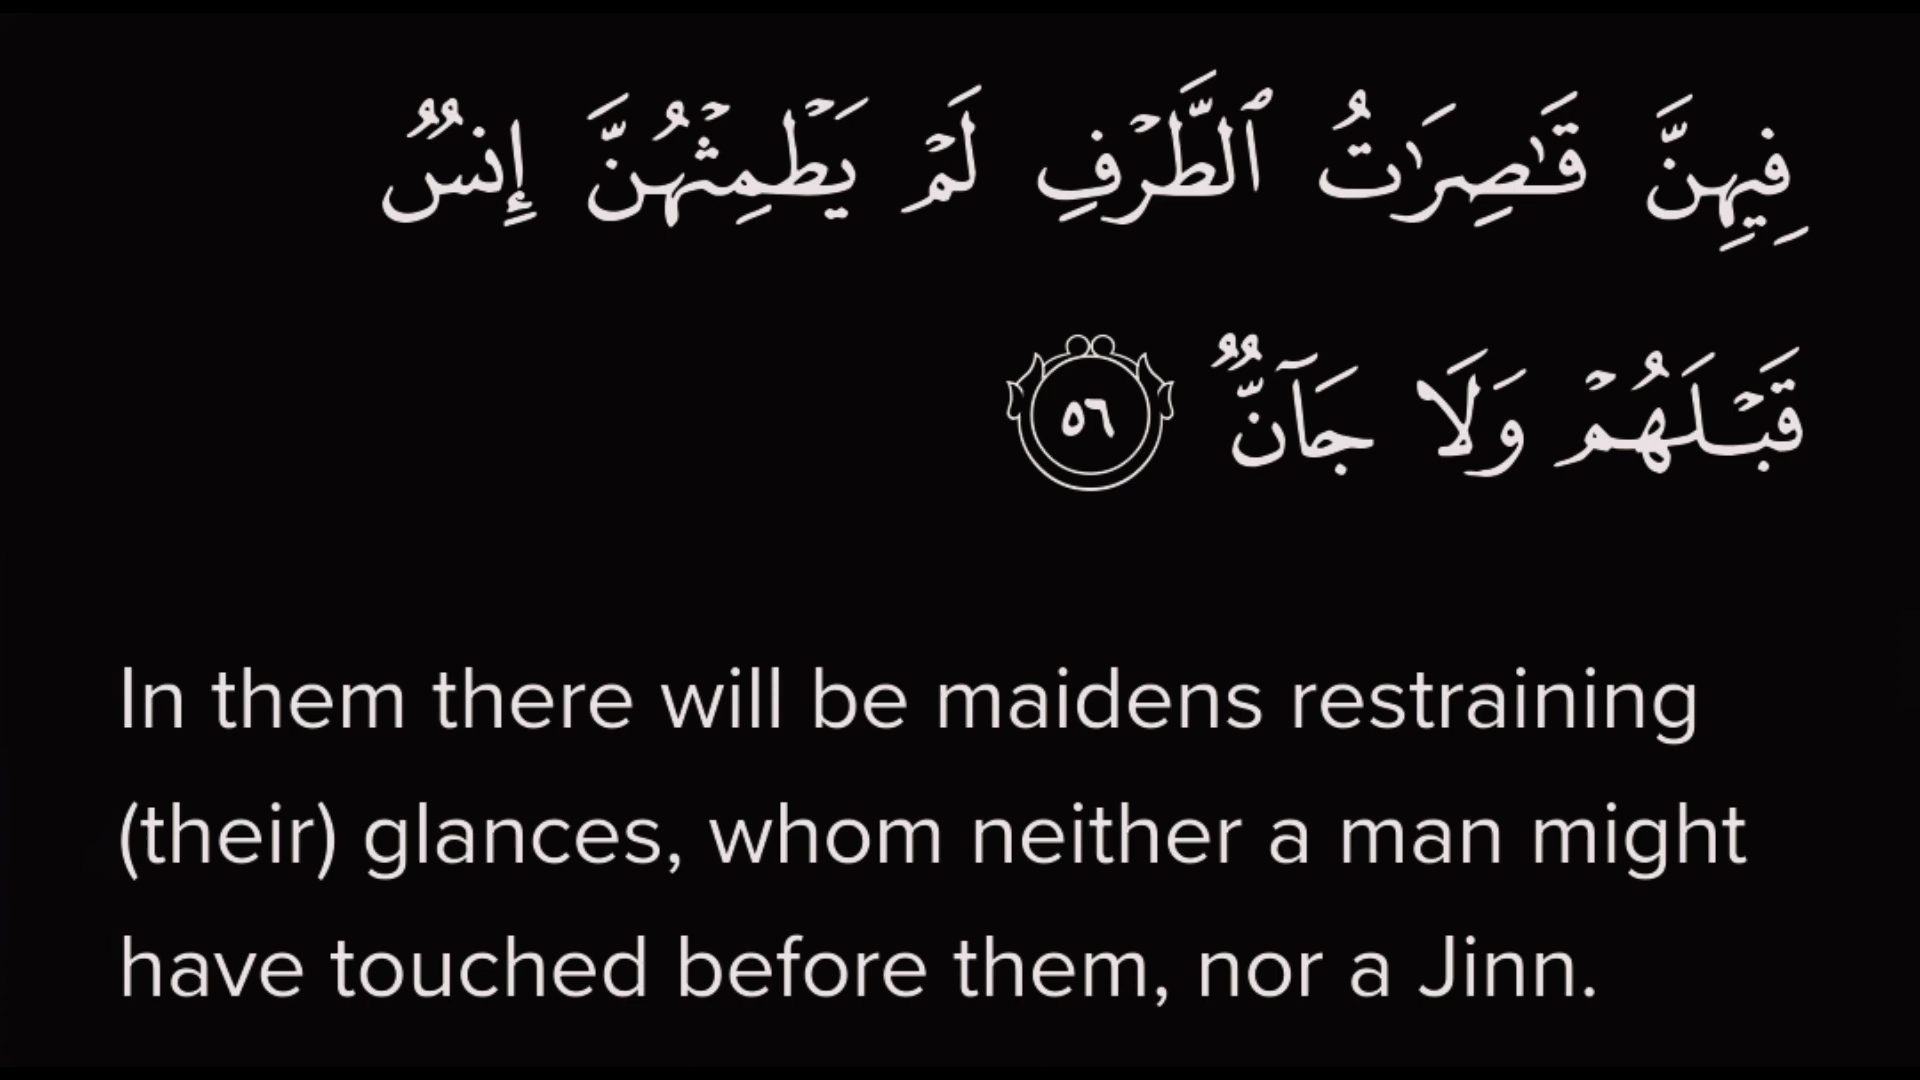 فِيهِنَّ قَٰصِرَٰتُ ٱلطَّرْفِ لَمْ يَطْمِثْهُنَّ إِنسٌ
قَبْلَهُمْ وَلَا جَآنٌّ ٥٦
In them there will be maidens restraining
(their) glances, whom neither a man might
have touched before them, nor a Jinn.